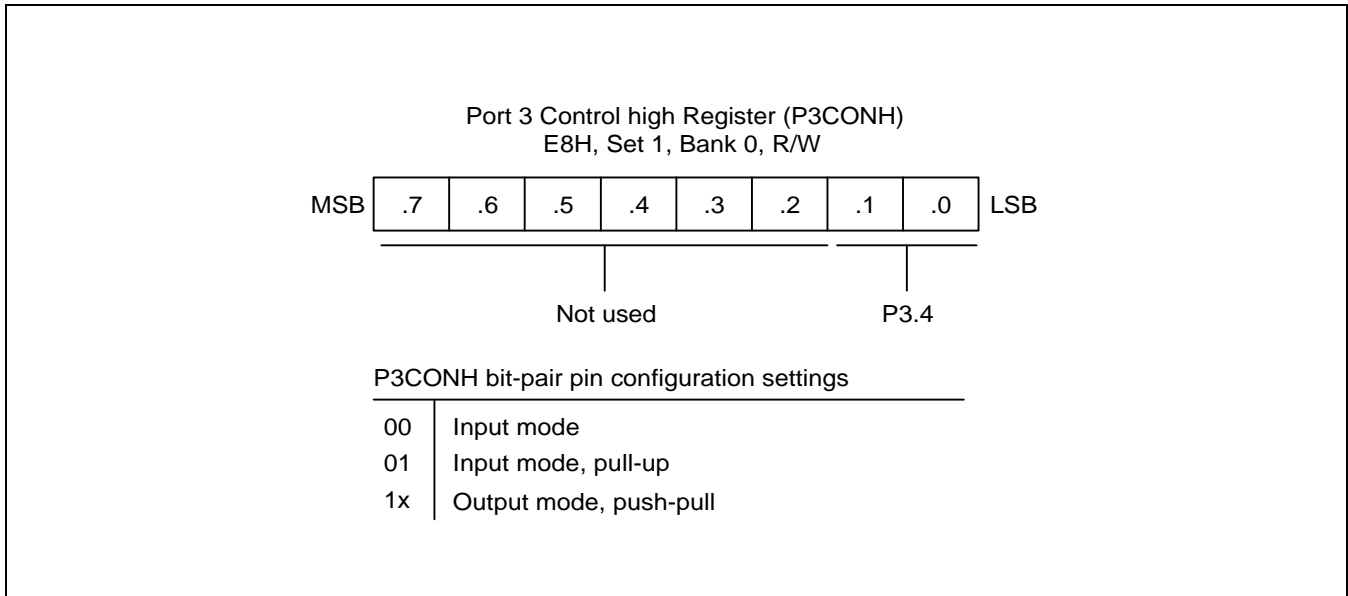 Port 3 Control high Register (P3CONH)
E8H, Set 1, Bank 0, R/W
MSB .7 .6 .5 .4 .3 .2 .1 .0 LSB
Not used P3.4
P3CONH bit-pair pin configuration settings
00 Input mode
01 Input mode, pull-up
1x Output mode, push-pull